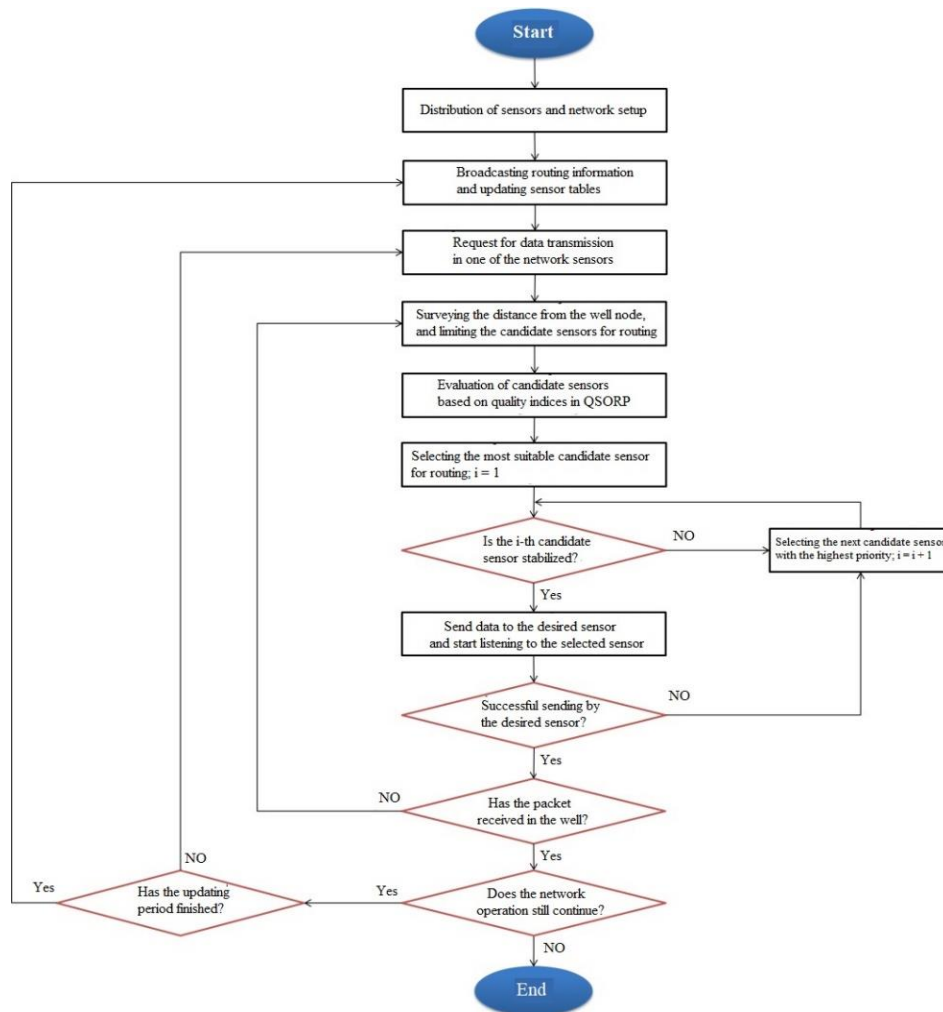 Start
Distribution of sensors and network setup
Broadcasting routing information
and updating sensor tables
Request for data transmission
in one of the network sensors
Surveying the distance from the well node,
and limiting the candidate sensors for routing
Evaluation of candidate sensors
based on quality indices in QSORP
Selecting the most suitable candidate sensor
for routing; i = 1
Is the i-th candidate
sensor stabilized?
NO
Selecting the next candidate sensor
with the highest priority; i = i + 1
Yes
Send data to the desired sensor
and start listening to the selected sensor
Successful sending by
the desired sensor?
NO
Yes
Has the packet
received in the well?
NO
Yes
Does the network
operation still continue?
Yes
Has the updating
period finished?
NO
Yes
NO
End